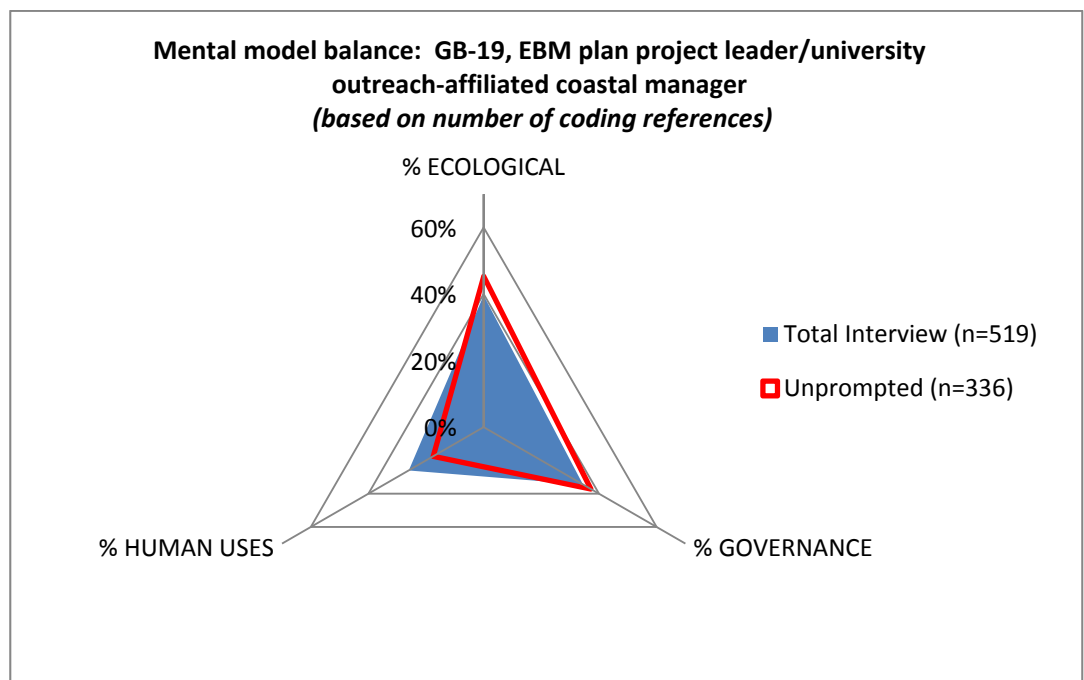 Mental model balance: GB-19, EBM plan project leader/university
outreach-affiliated coastal manager
(based on number of coding references)
% ECOLOGICAL
60%
40%
20%
0%
Total Interview (n=519)
Unprompted (n=336)
% HUMAN USES
% GOVERNANCE